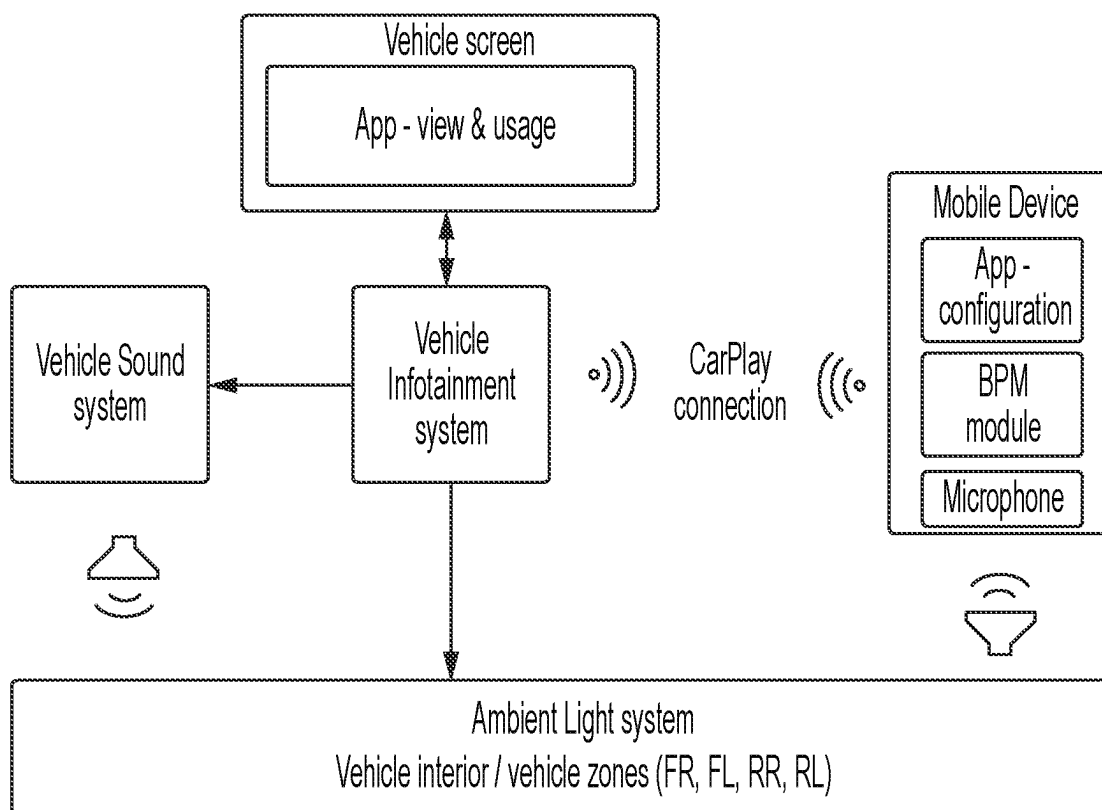 Vehicle screen
App - view & usage
Mobile Device
App -
configuration
BPM
module
Microphone
Vehicle Sound
system
Vehicle
Infotainment
system
CarPlay
connection
Ambient Light system
Vehicle interior / vehicle zones (FR, FL, RR, RL)